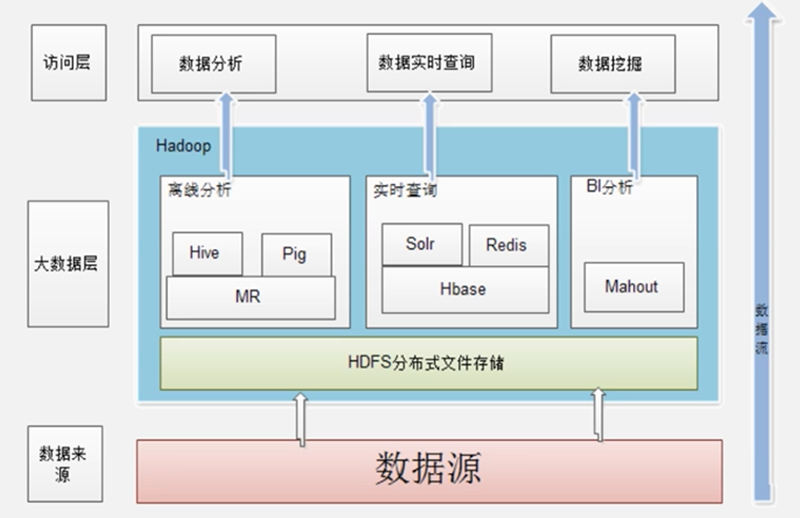 访问层
数据分析
数据实时查询
数据挖掘
Hadoop
大数据层
离线分析
Hive
Pig
MR
实时查询
Solr
Redis
Hbase
BI分析
Mahout
HDFS分布式文件存储
数据来
源
数据源
数
据
流